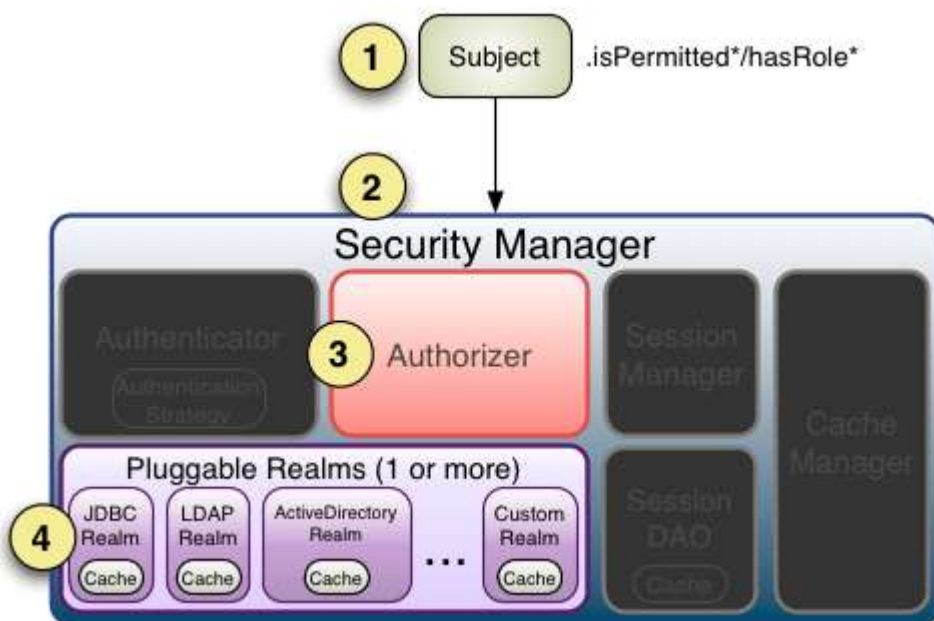 1
Subject .isPermitted*/hasRole*
2
Security Manager
Authenticator
Authentication
Strategy
3
Authorizer
Session
Manager
Cache
Manager
Pluggable Realms (1 or more)
4
JDBC
Realm
Cache
LDAP
Realm
Cache
ActiveDirectory
Realm
Cache
...
Custom
Realm
Cache
Session
DAO
Cache